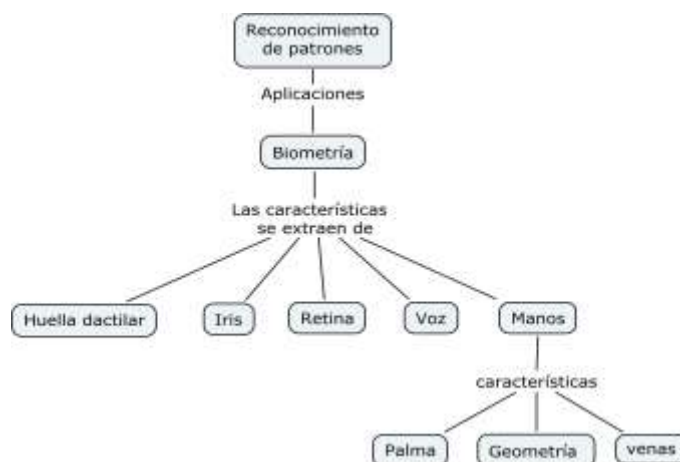 Reconocimiento
de patrones
Aplicaciones
Biometría
Las características
se extraen de
Huella dactilar
Iris
Retina
Voz
Manos
características
Palma
Geometría
venas